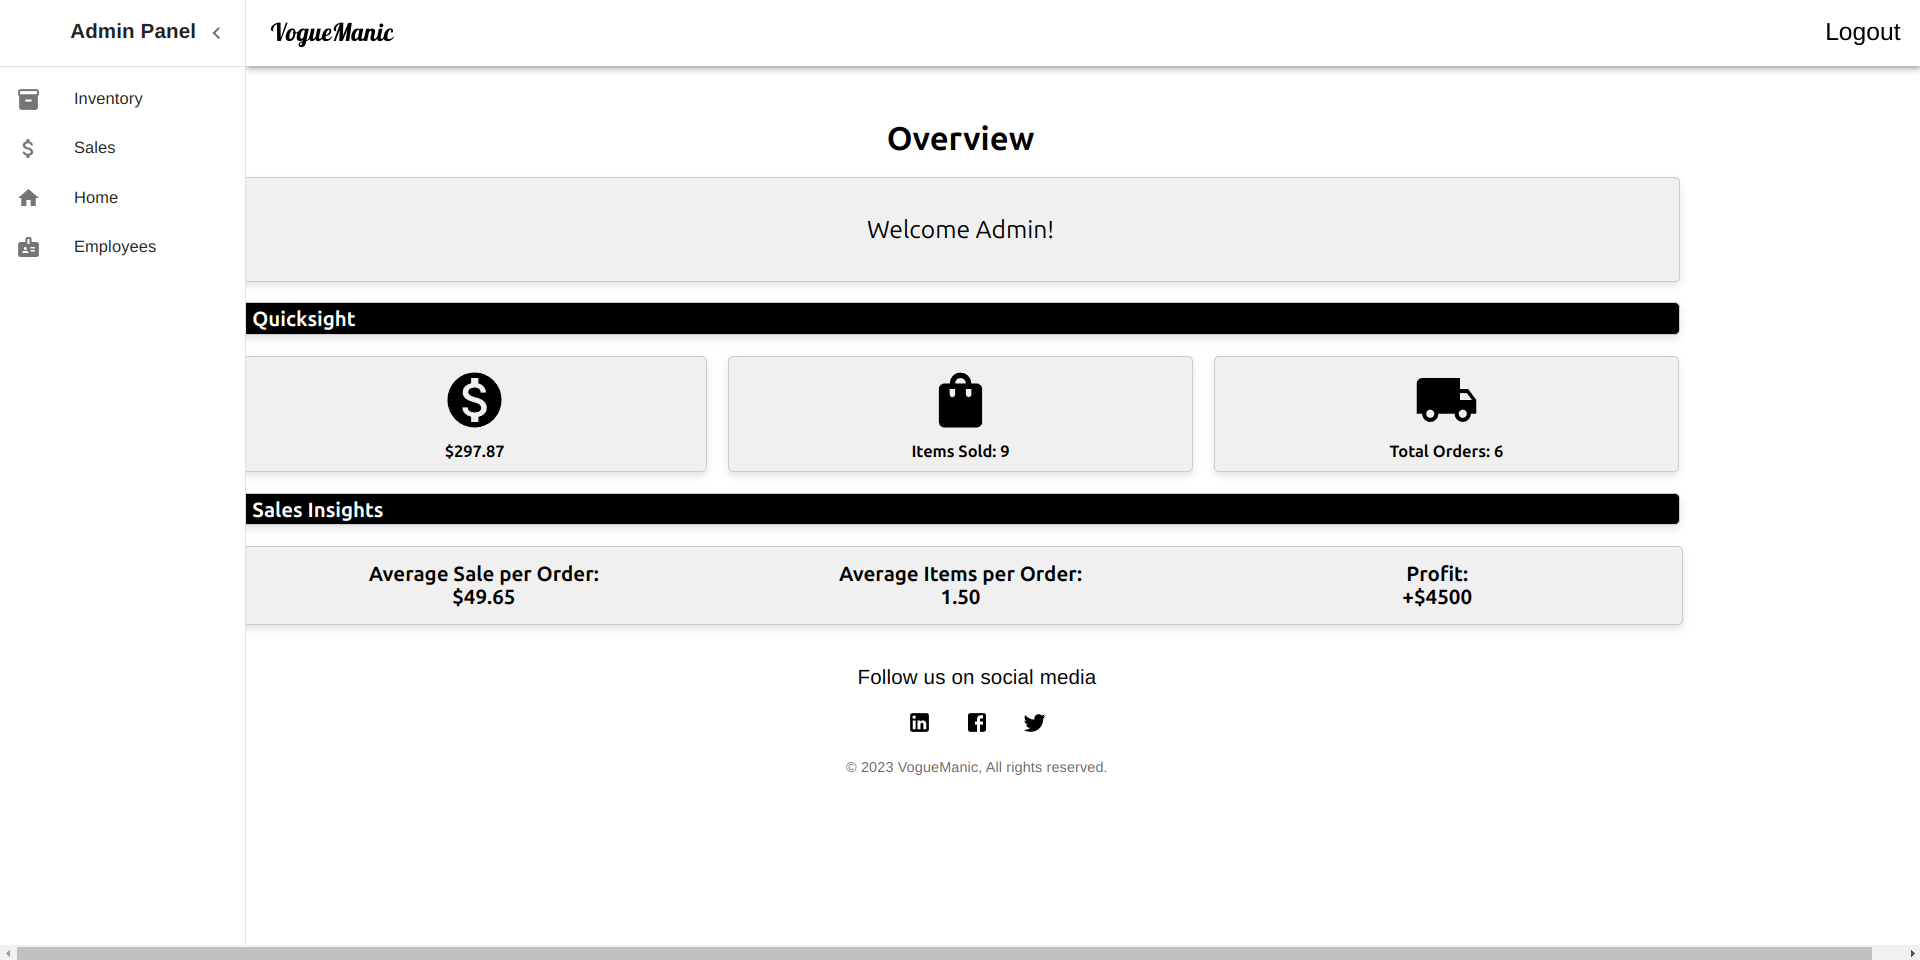 Admin Panel
VogueManic
Logout
Inventory
Sales
Home
Employees
Overview
Welcome Admin!
Quicksight
$297.87
Items Sold: 9
Total Orders: 6
Sales Insights
Average Sale per Order:
$49.65
Average Items per Order:
1.50
Profit:
+$4500
Follow us on social media
© 2023 VogueManic, All rights reserved.